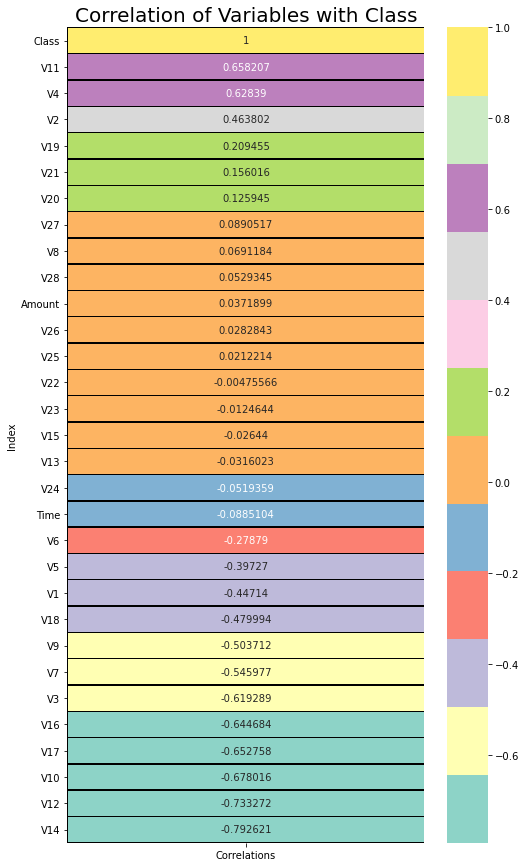 Correlation of Variables with Class
Class 1
V11 0.658207
V4 0.62839
V2 0.463802
V19 0.209455
V21 0.156016
V20 0.125945
V27 0.0890517
V8 0.0691184
V28 0.0529345
Amount 0.0371899
V26 0.0282843
V25 0.0212214
V22 -0.00475566
V23 -0.0124644
V15 -0.02644
V13 -0.0316023
V24 -0.0519359
Time -0.0885104
V6 -0.27879
V5 -0.39727
V1 -0.44714
V18 -0.479994
V9 -0.503712
V7 -0.545977
V3 -0.619289
V16 -0.644684
V17 -0.652758
V10 -0.678016
V12 -0.733272
V14 -0.792621
Correlations
Index
1.0
0.8
0.6
0.4
0.2
0.0
−0.2
−0.4
−0.6